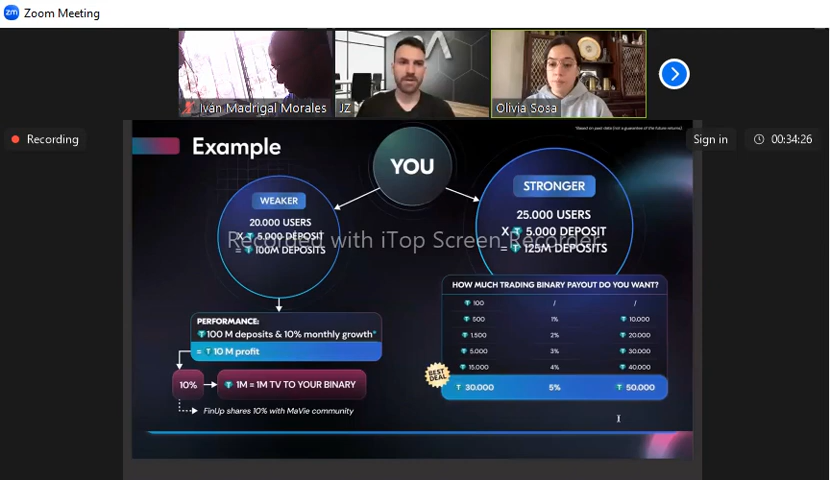 zm Zoom Meeting
Iván Madrigal Morales
JZ
Olivia Sosa
Recording
Sign in
00:34:26
*Based on past data (not a guarantee of the future returns)
Example
YOU
WEAKER
20.000 USERS
X T 5.000 DEPOSIT
= T 100M DEPOSITS
STRONGER
25.000 USERS
X T 5.000 DEPOSIT
= T 125M DEPOSITS
Recorded with iTop Screen Recorder
PERFORMANCE:
T 100 M deposits & 10% monthly growth*
= T 10 M profit
10%
T 1M = 1M TV TO YOUR BINARY
FinUp shares 10% with MaVie community
HOW MUCH TRADING BINARY PAYOUT DO YOU WANT?
T 100 / /
T 500 1% T 10.000
T 1.500 2% T 20.000
T 5.000 3% T 30.000
T 15.000 4% T 40.000
BEST DEAL
T 30.000 5% T 50.000